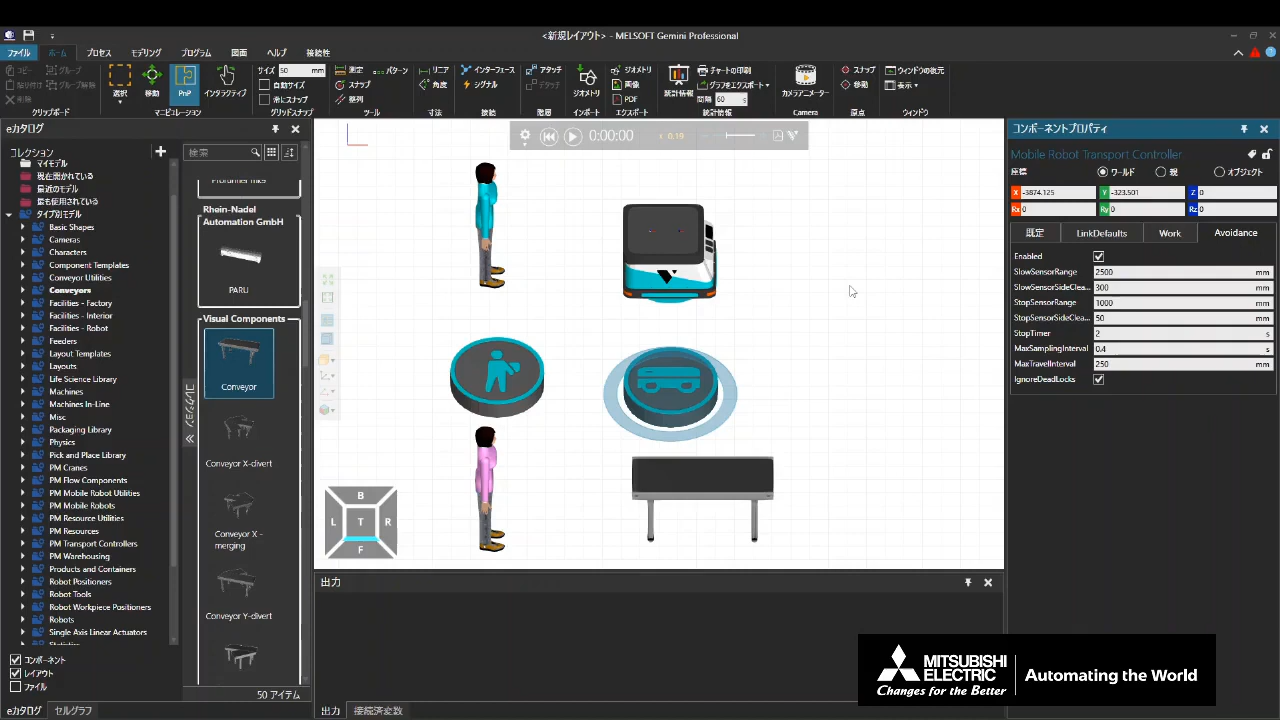 <新規レイアウト> - MELSOFT Gemini Professional
ファイル ホーム プロセス モデリング プログラム 図面 ヘルプ 接続性
コピー グループ サイズ 50 mm 測定 パターン リニア インターフェース アタッチ ジオメトリ チャートの印刷 スナップ ウィンドウの復元
貼り付け グループ解除 選択 移動 PnP インタラクティブ 自動サイズ スナップ 角度 シグナル デタッチ ジオメトリ 画像 統計情報 グラフをエクスポート カメラアニメーター 移動 表示
削除 常にスナップ 整列 PDF 間隔 60 s
クリップボード マニピュレーション グリッドスナップ ツール 寸法 接続 階層 インポート エクスポート 統計情報 Camera 原点 ウィンドウ
eカタログ
コレクション
検索
マイモデル
現在開かれている
最近のモデル
最も使用されている
タイプ別モデル
Basic Shapes
Cameras
Characters
Component Templates
Conveyor Utilities
Conveyors
Facilities - Factory
Facilities - Interior
Facilities - Robot
Feeders
Layout Templates
Layouts
Life Science Library
Machines
Machines In-Line
Misc
Packaging Library
Physics
Pick and Place Library
PM Cranes
PM Flow Components
PM Mobile Robot Utilities
PM Mobile Robots
PM Resource Utilities
PM Resources
PM Transport Controllers
PM Warehousing
Products and Containers
Robot Positioners
Robot Tools
Robot Workpiece Positioners
Robots
Single Axis Linear Actuators
コンポーネント
レイアウト
ファイル
コレクション
Rhein-Nadel
Automation GmbH
PARU
Visual Components
Conveyor
Conveyor X-divert
Conveyor X -
merging
Conveyor Y-divert
50 アイテム
eカタログ セルグラフ
0:00:00
0.19
B
L T R
F
出力
出力 接続済変数
コンポーネントプロパティ
Mobile Robot Transport Controller
座標 ワールド 親 オブジェクト
X -3874.125 Y -323.501 Z 0
Rx 0 Ry 0 Rz 0
既定 LinkDefaults Work Avoidance
Enabled
SlowSensorRange 2500 mm
SlowSensorSideClea... 300 mm
StopSensorRange 1000 mm
StopSensorSideClea... 50 mm
StopTimer 2 s
MaxSamplingInterval 0.4 s
MaxTravelInterval 250 mm
IgnoreDeadLocks
MITSUBISHI
ELECTRIC
Changes for the Better
Automating the World